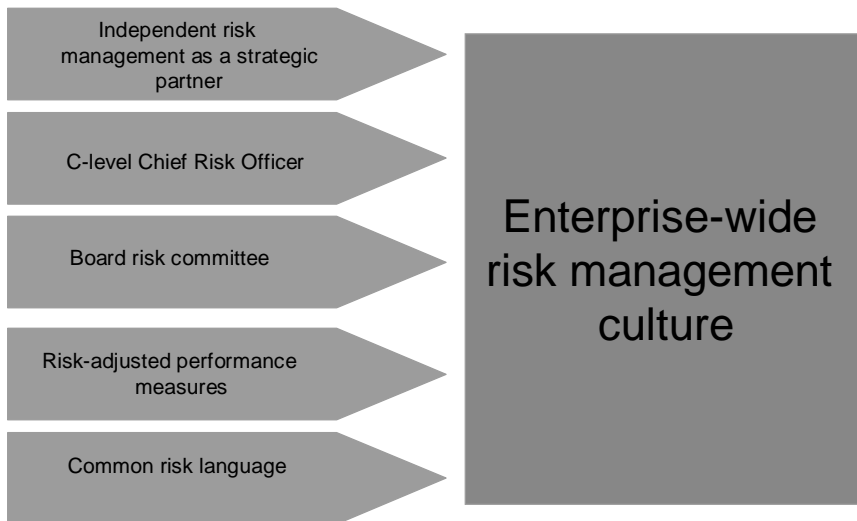 Independent risk
management as a strategic
partner
C-level Chief Risk Officer
Board risk committee
Risk-adjusted performance
measures
Common risk language
Enterprise-wide
risk management
culture